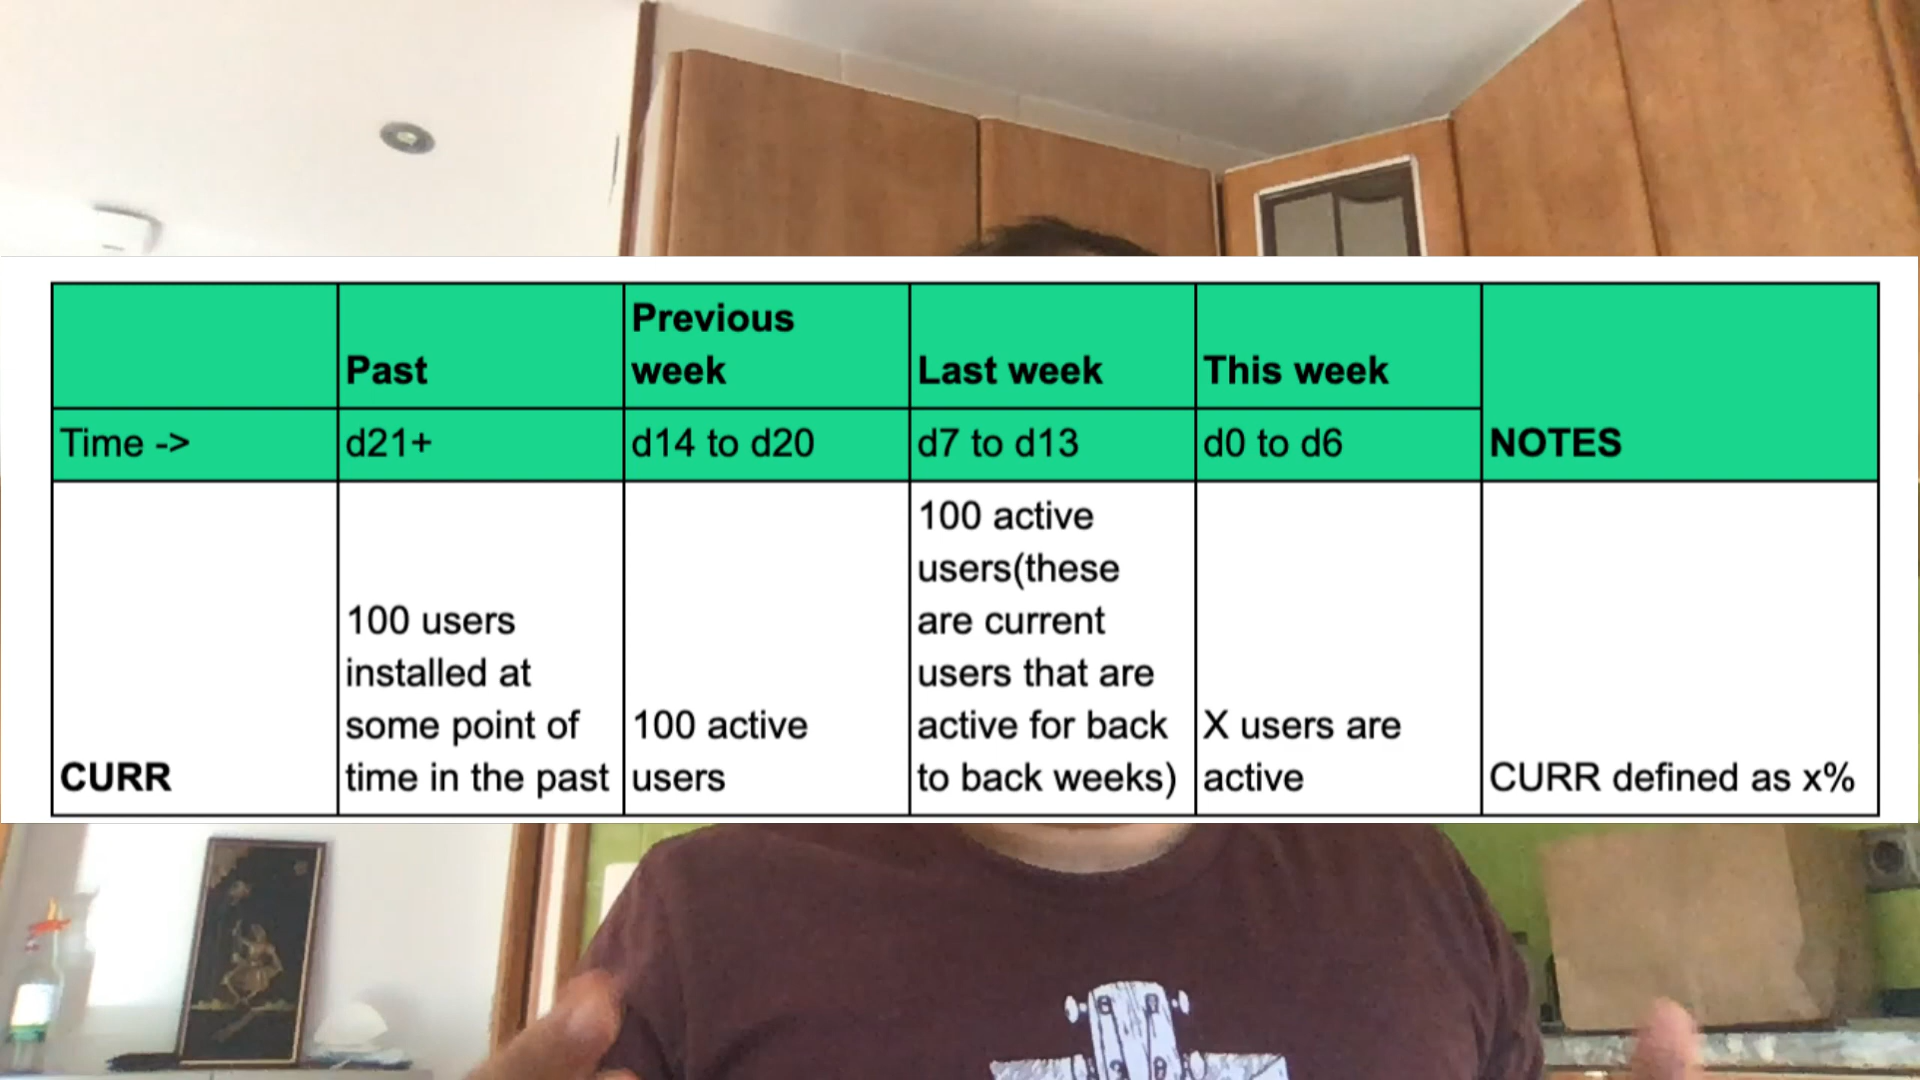 Past
Previous
week
Last week
This week
NOTES
Time ->
d21+
d14 to d20
d7 to d13
d0 to d6
CURR
100 users
installed at
some point of
time in the past
100 active
users
100 active
users(these
are current
users that are
active for back
to back weeks)
X users are
active
CURR defined as x%